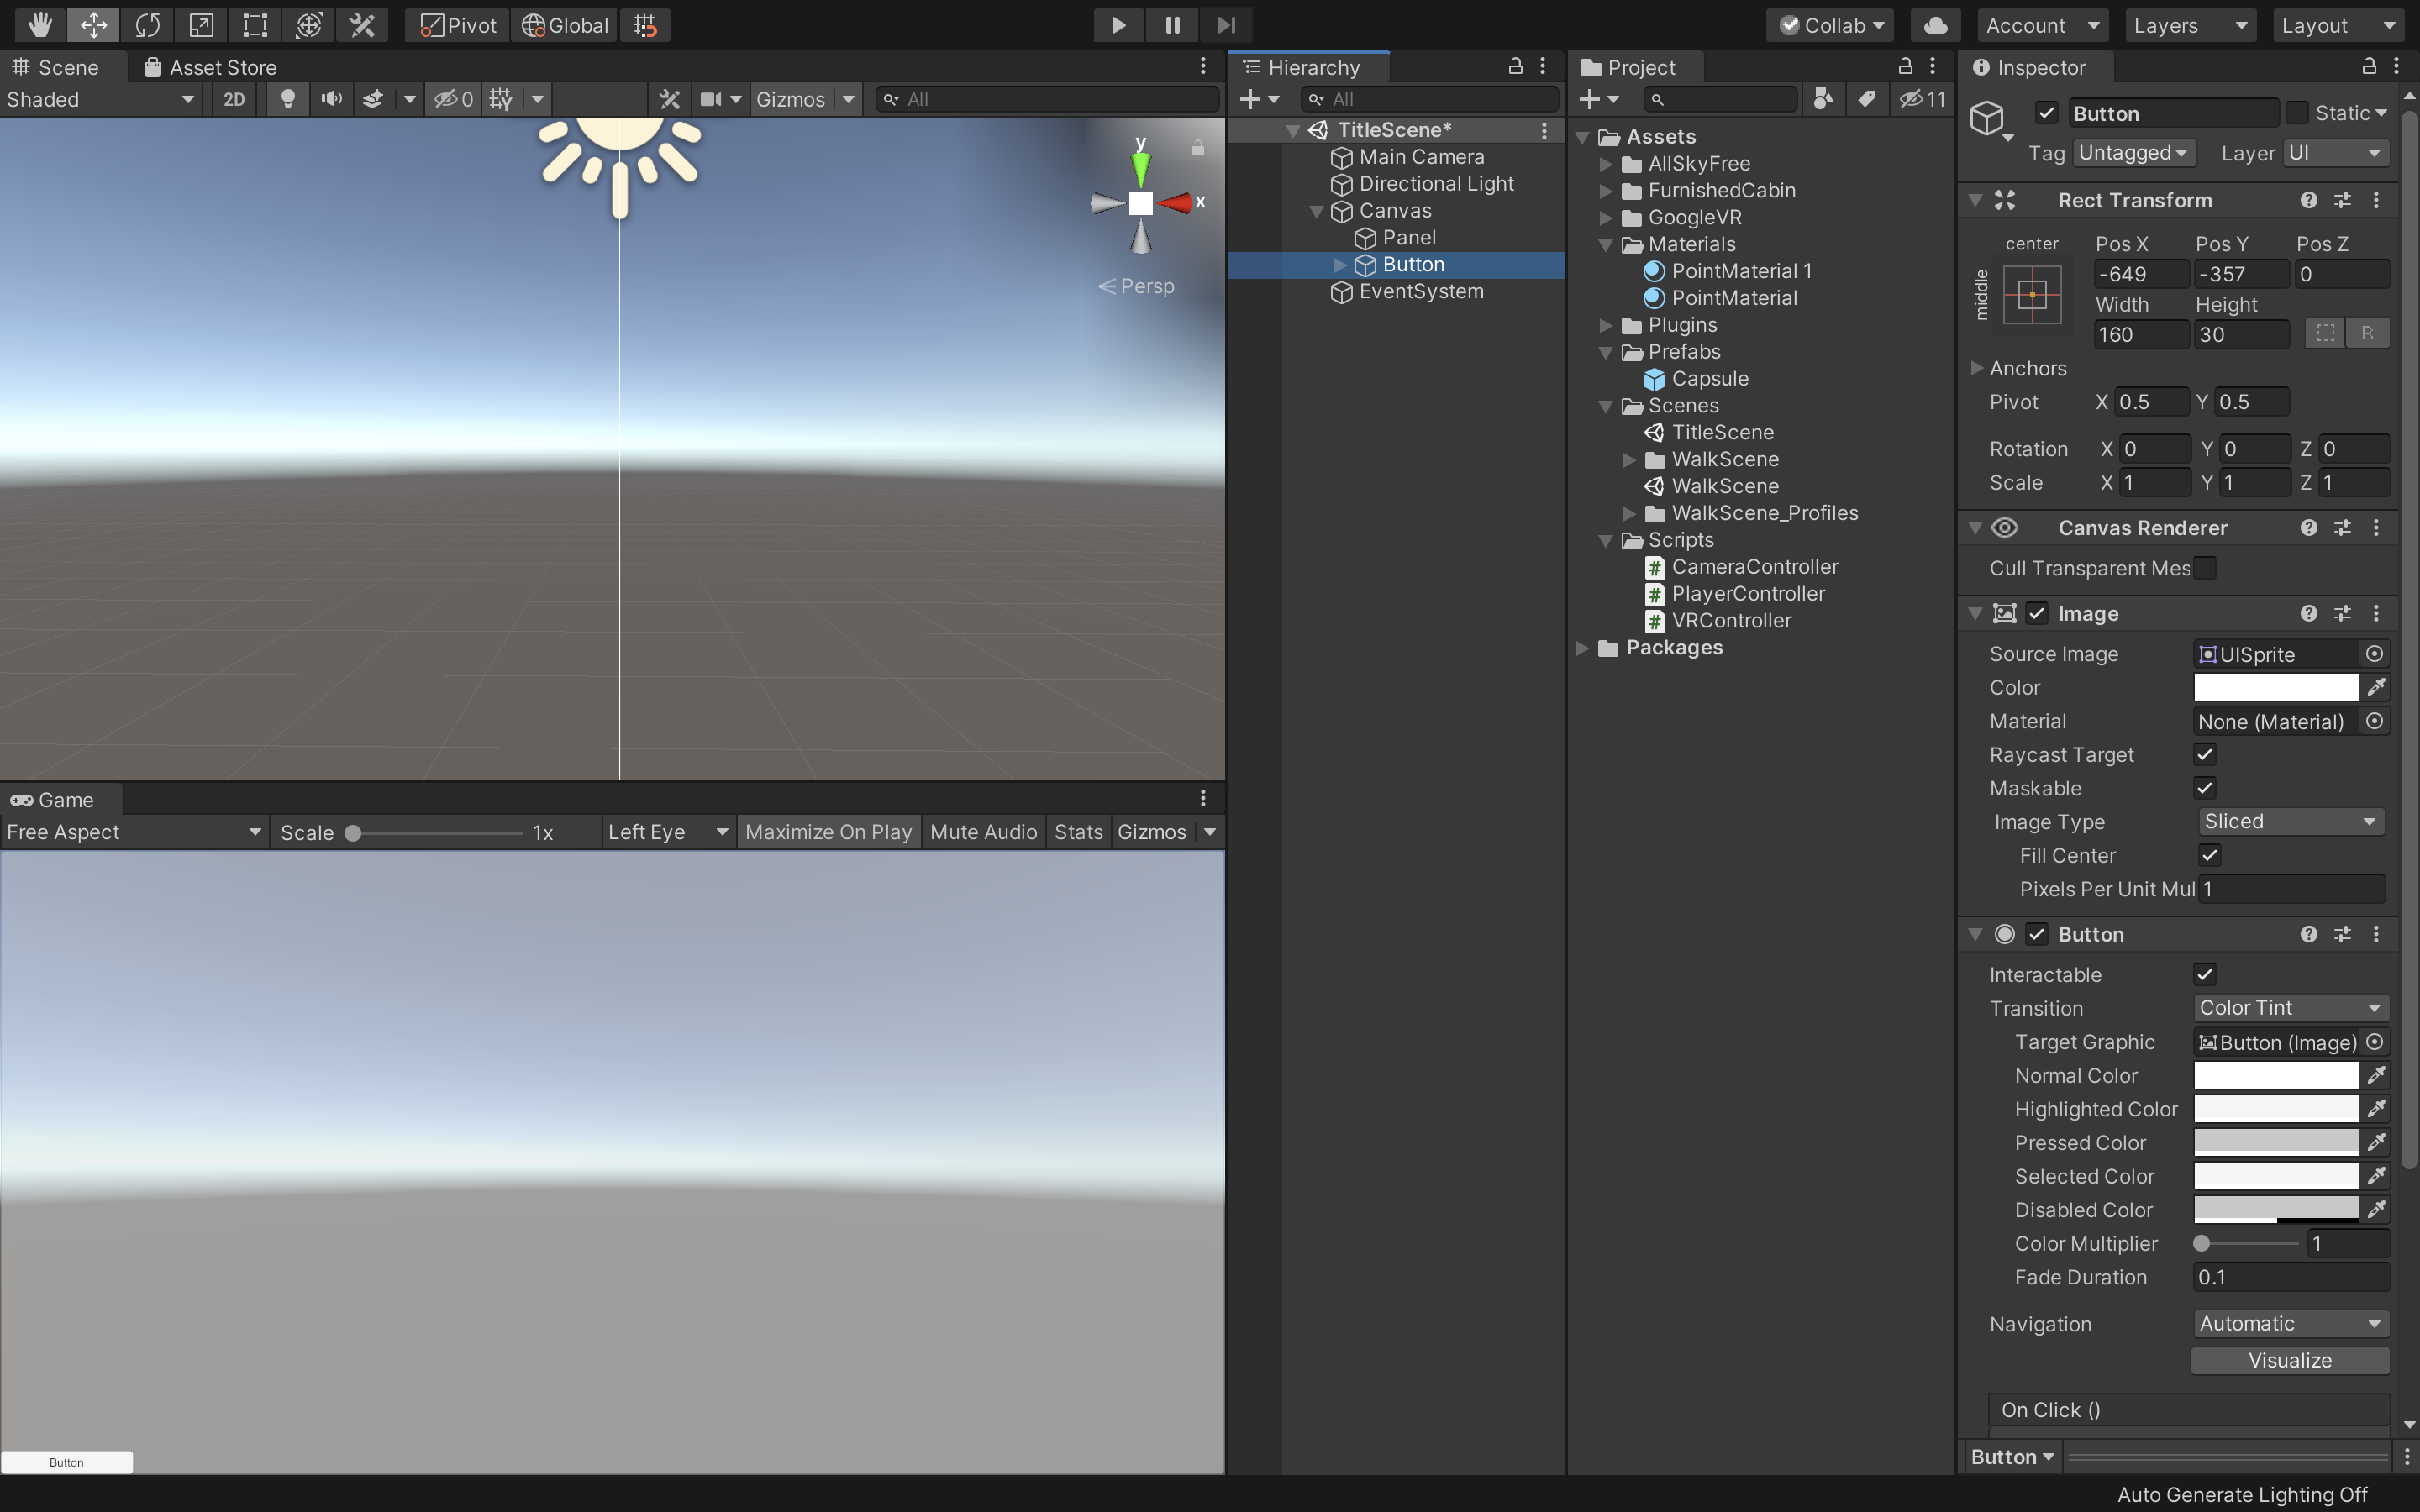 Pivot Global Collab Account Layers Layout
Scene Asset Store
Shaded 2D 0 Gizmos All
y
x
Persp
Game
Free Aspect Scale 1x Left Eye Maximize On Play Mute Audio Stats Gizmos
Button
Hierarchy
All
TitleScene*
Main Camera
Directional Light
Canvas
Panel
Button
EventSystem
Project
11
Assets
AllSkyFree
FurnishedCabin
GoogleVR
Materials
PointMaterial 1
PointMaterial
Plugins
Prefabs
Capsule
Scenes
TitleScene
WalkScene
WalkScene
WalkScene_Profiles
Scripts
# CameraController
# PlayerController
# VRController
Packages
Inspector
Button Static
Tag Untagged Layer UI
Rect Transform
center Pos X Pos Y Pos Z
middle -649 -357 0
Width Height
160 30 R
Anchors
Pivot X 0.5 Y 0.5
Rotation X 0 Y 0 Z 0
Scale X 1 Y 1 Z 1
Canvas Renderer
Cull Transparent Mes
Image
Source Image UISprite
Color
Material None (Material)
Raycast Target
Maskable
Image Type Sliced
Fill Center
Pixels Per Unit Mul 1
Button
Interactable
Transition Color Tint
Target Graphic Button (Image)
Normal Color
Highlighted Color
Pressed Color
Selected Color
Disabled Color
Color Multiplier 1
Fade Duration 0.1
Navigation Automatic
Visualize
On Click ()
Button
Auto Generate Lighting Off